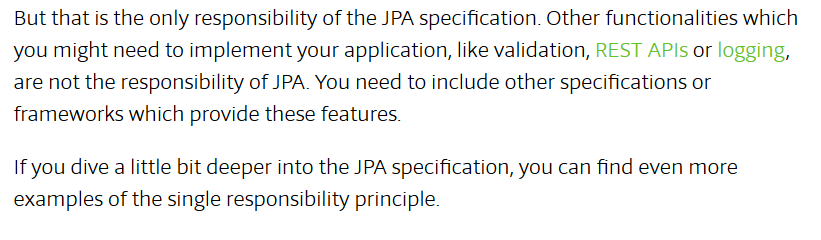 But that is the only responsibility of the JPA specification. Other functionalities which
you might need to implement your application, like validation, REST APIs or logging,
are not the responsibility of JPA. You need to include other specifications or
frameworks which provide these features.
If you dive a little bit deeper into the JPA specification, you can find even more
examples of the single responsibility principle.